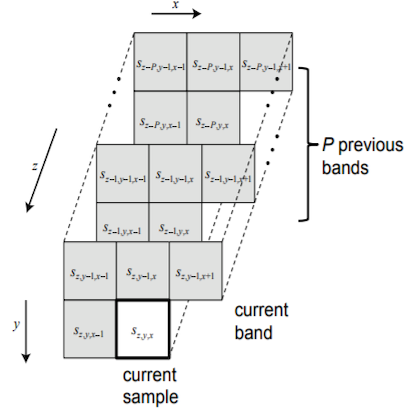 x
s_{z−P,y−1,x−1} s_{z−P,y−1,x} s_{z−P,y−1,x+1}
s_{z−P,y,x−1} s_{z−P,y,x}
P previous
bands
z
s_{z−1,y−1,x−1} s_{z−1,y−1,x} s_{z−1,y−1,x+1}
s_{z−1,y,x−1} s_{z−1,y,x}
s_{z,y−1,x−1} s_{z,y−1,x} s_{z,y−1,x+1}
current
band
y
s_{z,y,x−1} s_{z,y,x}
current
sample